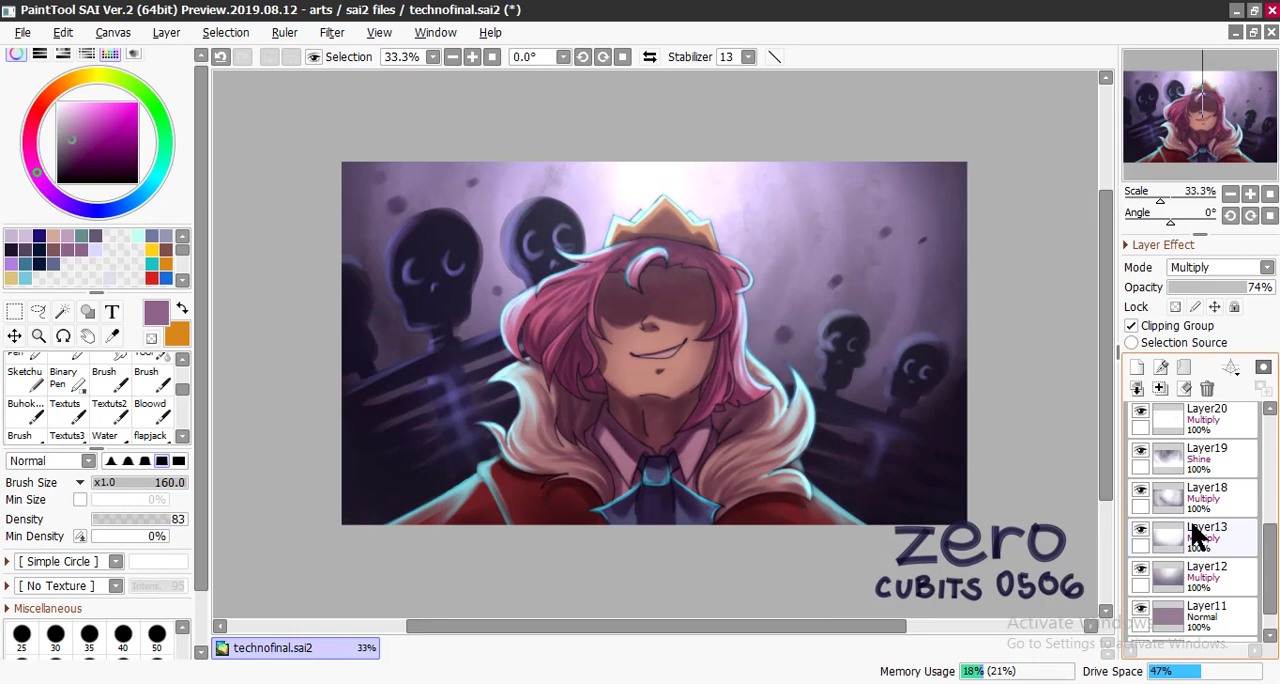 PaintTool SAI Ver.2 (64bit) Preview.2019.08.12 - arts / sai2 files / technofinal.sai2 (*)
File Edit Canvas Layer Selection Ruler Filter View Window Help
Selection 33.3% 0.0° Stabilizer 13
Scale 33.3%
Angle 0°
Layer Effect
Mode Multiply
Opacity 74%
Lock
Clipping Group
Selection Source
T
Sketchu Binary Pen Brush Brush
Buhok... Textuts Textuts2 Bloowd
Brush Textuts3 Water flapjack
Normal
Brush Size x1.0 160.0
Min Size 0%
Density 83
Min Density 0%
[ Simple Circle ]
[ No Texture ] Intens. 95
Miscellaneous
25 30 35 40 50
Layer20
Multiply
100%
Layer19
Shine
100%
Layer18
Multiply
100%
Layer13
Multiply
100%
Layer12
Multiply
100%
Layer11
Normal
100%
zero
CUBITS 0506
Activate Windows
Go to Settings to activate Windows.
technofinal.sai2 33%
Memory Usage 18% (21%) Drive Space 47%